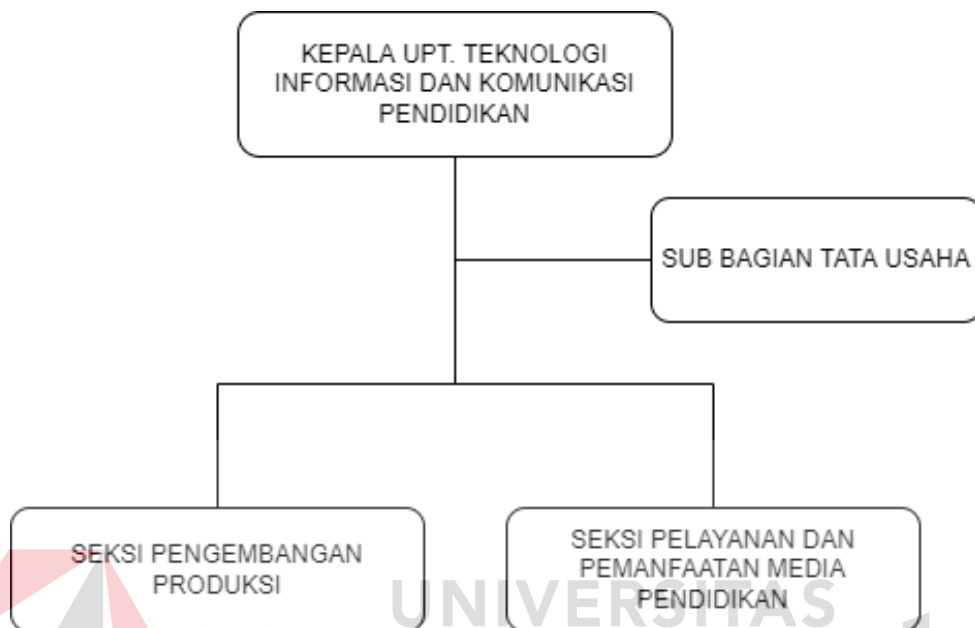 KEPALA UPT. TEKNOLOGI
INFORMASI DAN KOMUNIKASI
PENDIDIKAN
SUB BAGIAN TATA USAHA
SEKSI PENGEMBANGAN
PRODUKSI
SEKSI PELAYANAN DAN
PEMANFAATAN MEDIA
PENDIDIKAN
UNIVERSITAS